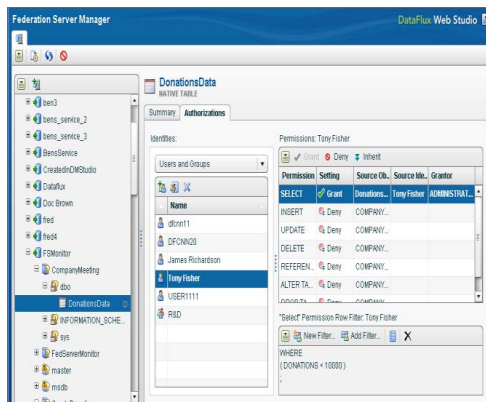 Federation Server Manager
DataFlux Web Studio
DonationsData
NATIVE TABLE
Summary
Authorizations
ben3
bens_service_2
bens_service_3
BensService
CreatedinDMStudio
Dataflux
Doc Brown
fred
fred4
FSMonitor
CompanyMeeting
dbo
DonationsData
INFORMATION_SCHE...
sys
FedServerMonitor
master
msdb
Identities:
Users and Groups
Name
dfcnn11
DFCNN20
James Richardson
Tony Fisher
USER1111
R&D
Permissions: Tony Fisher
Grant Deny Inherit
Permission Setting Source Ob.. Source Ide.. Grantor
SELECT Grant Donations... Tony Fisher ADMINISTRAT...
INSERT Deny COMPANY...
UPDATE Deny COMPANY...
DELETE Deny COMPANY...
REFEREN... Deny COMPANY...
ALTER TA... Deny COMPANY...
Deny COMPANY...
"Select" Permission Row Filter: Tony Fisher
New Filter... Add Filter...
WHERE
( DONATIONS < 10000 )
;